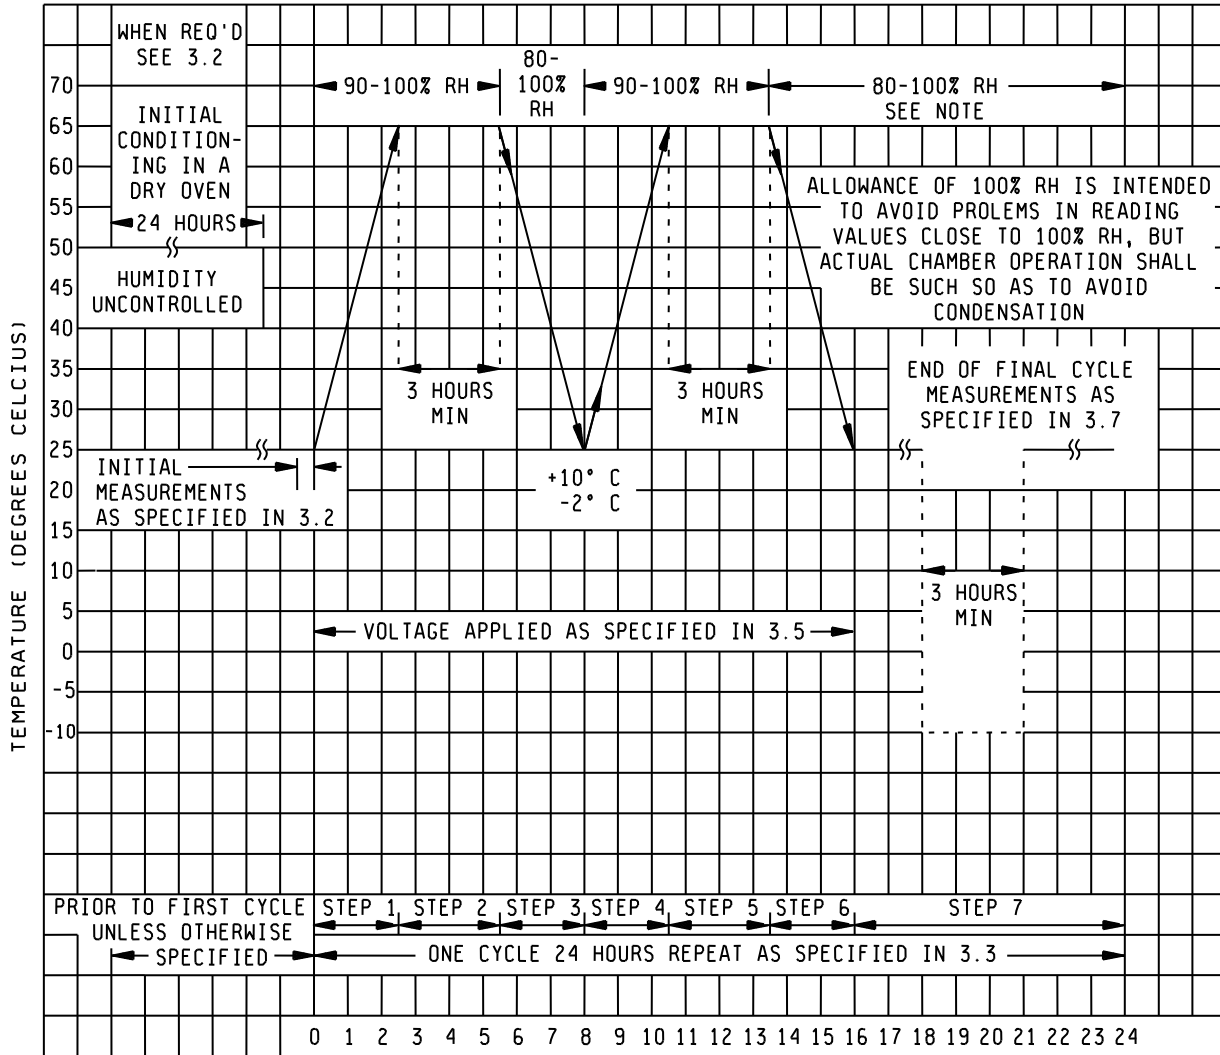 WHEN REQ'D
SEE 3.2
INITIAL
CONDITION-
ING IN A
DRY OVEN
24 HOURS
HUMIDITY
UNCONTROLLED
90-100% RH
80-
100%
RH
90-100% RH
80-100% RH
SEE NOTE
ALLOWANCE OF 100% RH IS INTENDED
TO AVOID PROLEMS IN READING
VALUES CLOSE TO 100% RH, BUT
ACTUAL CHAMBER OPERATION SHALL
BE SUCH SO AS TO AVOID
CONDENSATION
TEMPERATURE (DEGREES CELCIUS)
70
65
60
55
50
45
40
35
30
25
20
15
10
5
0
-5
-10
3 HOURS
MIN
3 HOURS
MIN
END OF FINAL CYCLE
MEASUREMENTS AS
SPECIFIED IN 3.7
INITIAL
MEASUREMENTS
AS SPECIFIED IN 3.2
+10° C
-2° C
3 HOURS
MIN
VOLTAGE APPLIED AS SPECIFIED IN 3.5
PRIOR TO FIRST CYCLE
UNLESS OTHERWISE
SPECIFIED
STEP 1 STEP 2 STEP 3 STEP 4 STEP 5 STEP 6 STEP 7
ONE CYCLE 24 HOURS REPEAT AS SPECIFIED IN 3.3
0 1 2 3 4 5 6 7 8 9 10 11 12 13 14 15 16 17 18 19 20 21 22 23 24